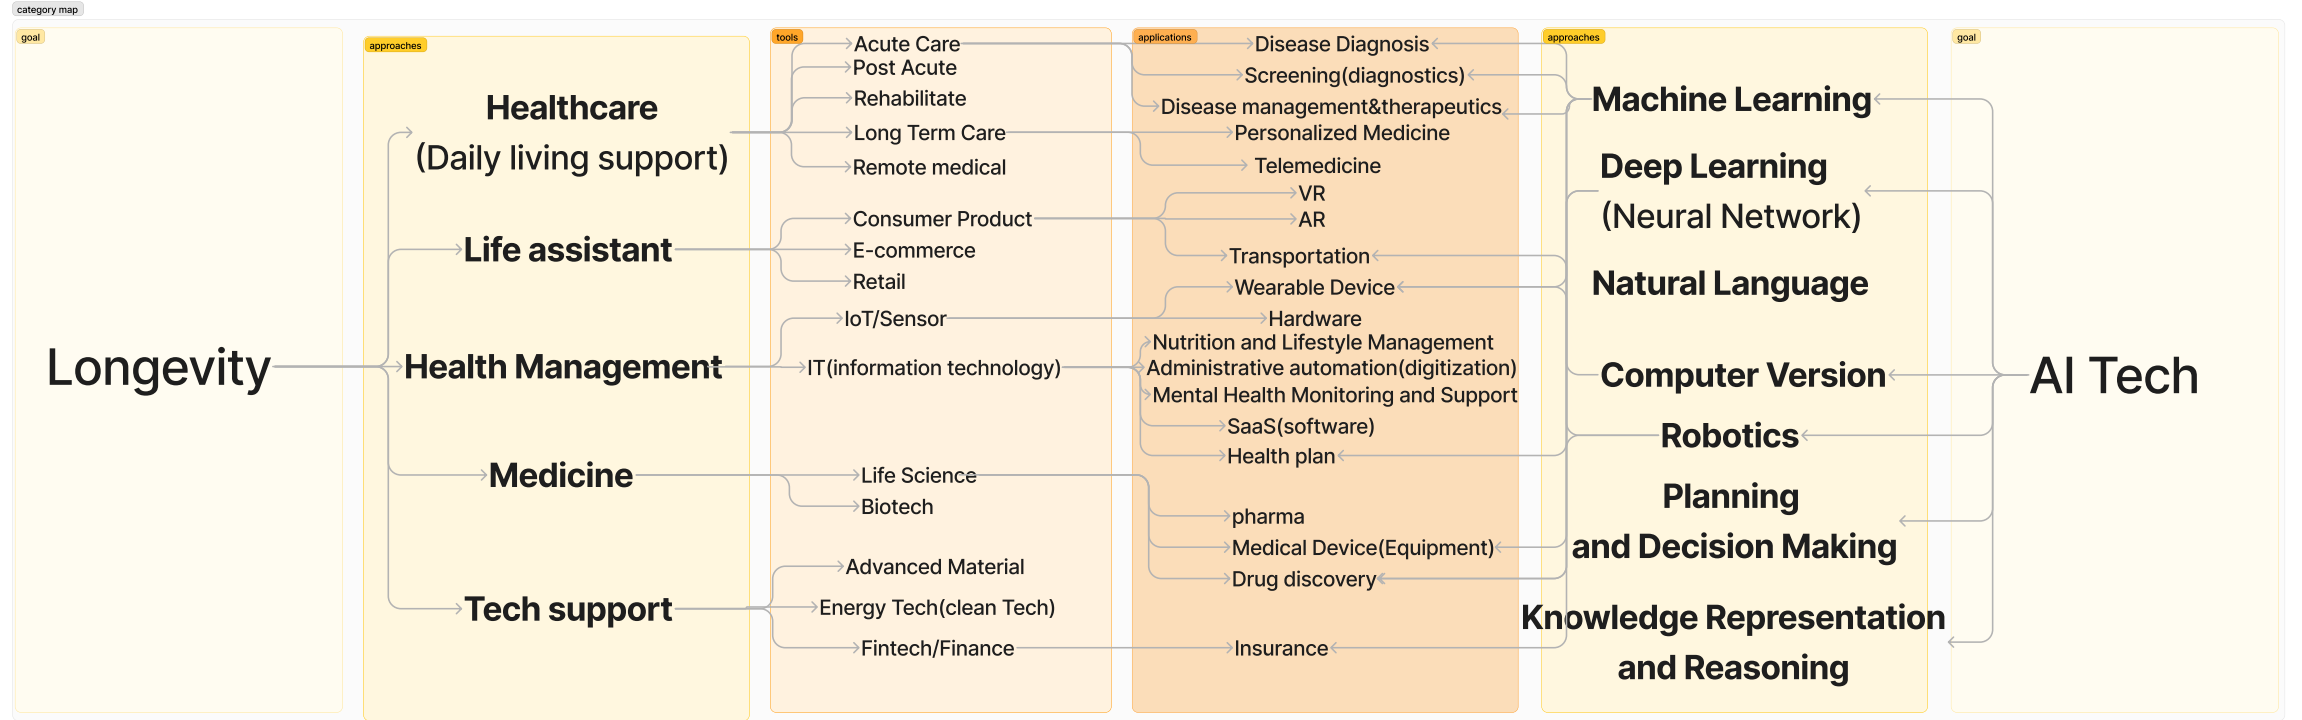 category map
goal
Longevity
approaches
Healthcare
(Daily living support)
Life assistant
Health Management
Medicine
Tech support
tools
Acute Care
Post Acute
Rehabilitate
Long Term Care
Remote medical
Consumer Product
E-commerce
Retail
IoT/Sensor
IT(information technology)
Life Science
Biotech
Advanced Material
Energy Tech(clean Tech)
Fintech/Finance
applications
Disease Diagnosis
Screening(diagnostics)
Disease management&therapeutics
Personalized Medicine
Telemedicine
VR
AR
Transportation
Wearable Device
Hardware
Nutrition and Lifestyle Management
Administrative automation(digitization)
Mental Health Monitoring and Support
SaaS(software)
Health plan
pharma
Medical Device(Equipment)
Drug discovery
Insurance
approaches
Machine Learning
Deep Learning
(Neural Network)
Natural Language
Computer Version
Robotics
Planning
and Decision Making
Knowledge Representation
and Reasoning
goal
AI Tech